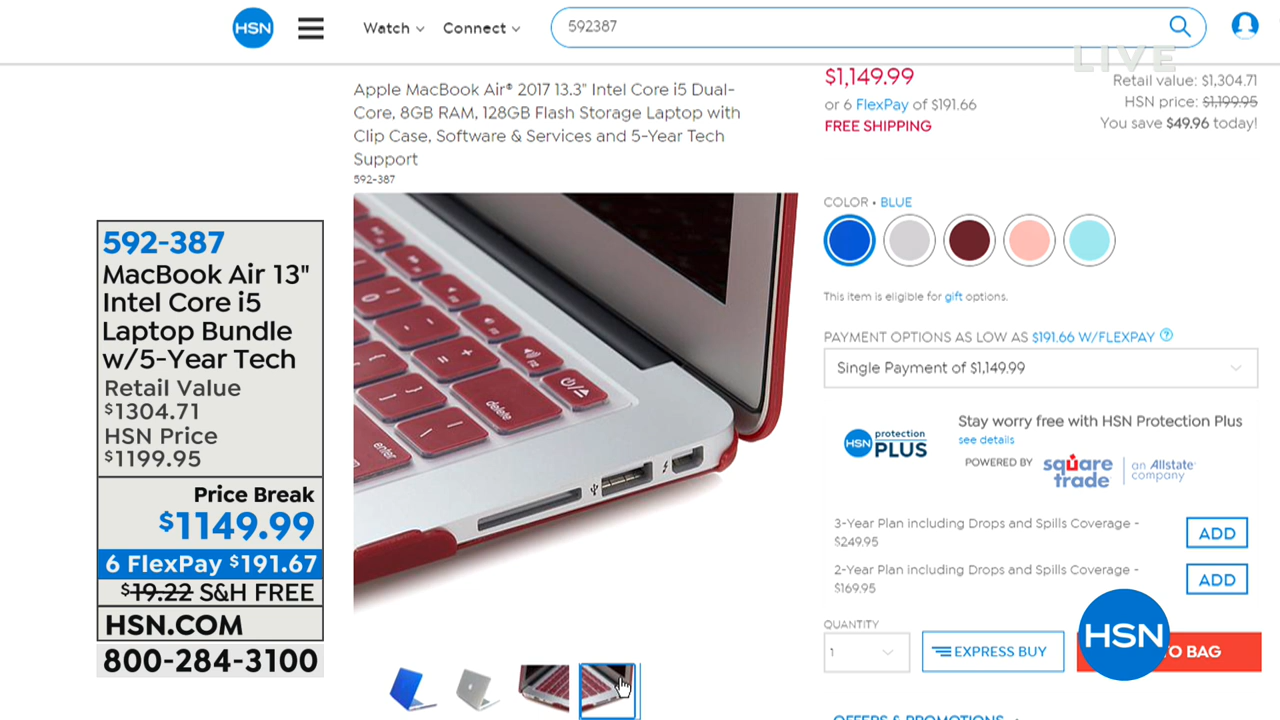 HSN
Watch
Connect
592387
LIVE
Apple MacBook Air® 2017 13.3" Intel Core i5 Dual-
Core, 8GB RAM, 128GB Flash Storage Laptop with
Clip Case, Software & Services and 5-Year Tech
Support
592-387
$1,149.99
or 6 FlexPay of $191.66
FREE SHIPPING
Retail value: $1,304.71
HSN price: $1,199.95
You save $49.96 today!
COLOR • BLUE
This item is eligible for gift options.
PAYMENT OPTIONS AS LOW AS $191.66 W/FLEXPAY ?
Single Payment of $1,149.99
HSN protection PLUS
Stay worry free with HSN Protection Plus
see details
POWERED BY
square
trade
an Allstate
company
3-Year Plan including Drops and Spills Coverage -
$249.95
ADD
2-Year Plan including Drops and Spills Coverage -
$169.95
ADD
QUANTITY
1
EXPRESS BUY
HSN
TO BAG
OFFERS & PROMOTIONS
592-387
MacBook Air 13"
Intel Core i5
Laptop Bundle
w/5-Year Tech
Retail Value
$1304.71
HSN Price
$1199.95
Price Break
$1149.99
6 FlexPay $191.67
$19.22 S&H FREE
HSN.COM
800-284-3100
delete
enter